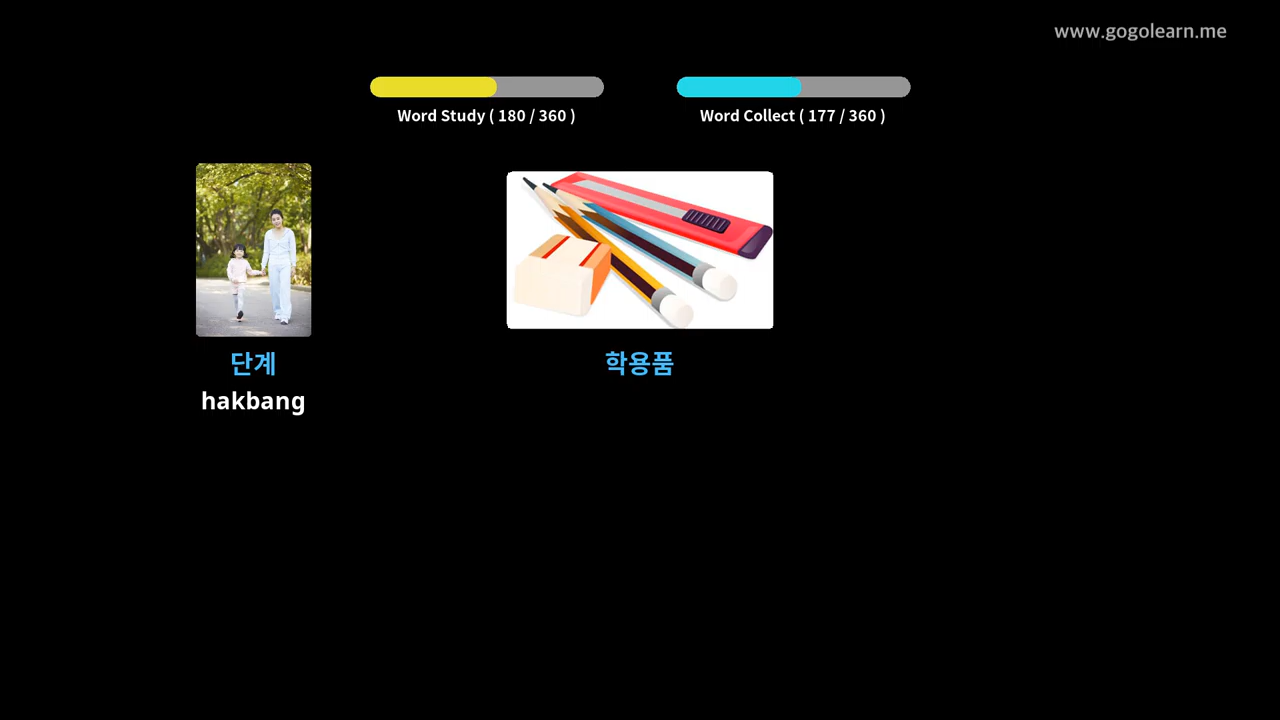 www.gogolearn.me
Word Study ( 180 / 360 )
Word Collect ( 177 / 360 )
단계
hakbang
학용품